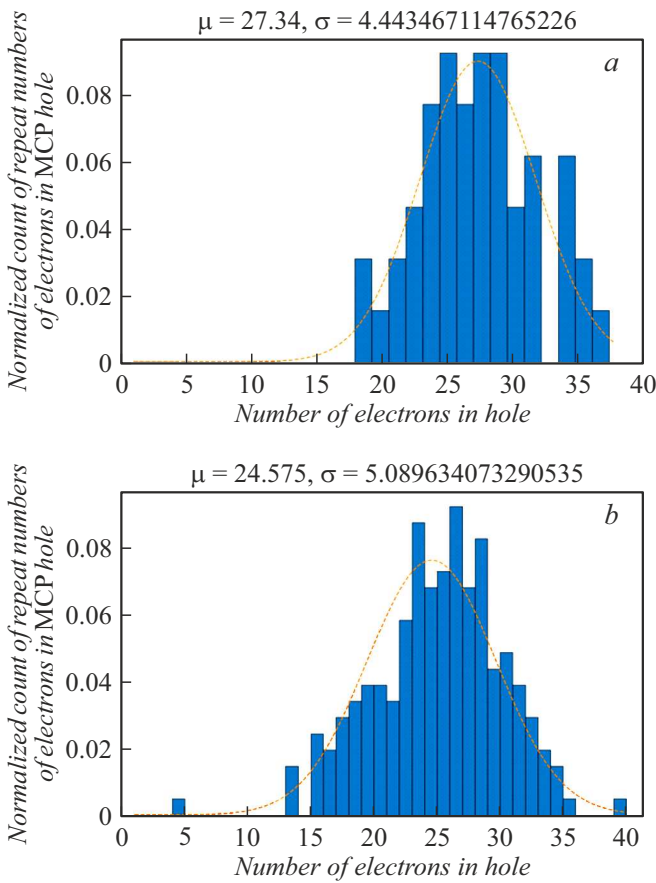 μ = 27.34, σ = 4.443467114765226
a
Normalized count of repeat numbers
of electrons in MCP hole
0.08
0.06
0.04
0.02
0
0 5 10 15 20 25 30 35 40
Number of electrons in hole
μ = 24.575, σ = 5.089634073290535
b
Normalized count of repeat numbers
of electrons in MCP hole
0.08
0.06
0.04
0.02
0
0 5 10 15 20 25 30 35 40
Number of electrons in hole